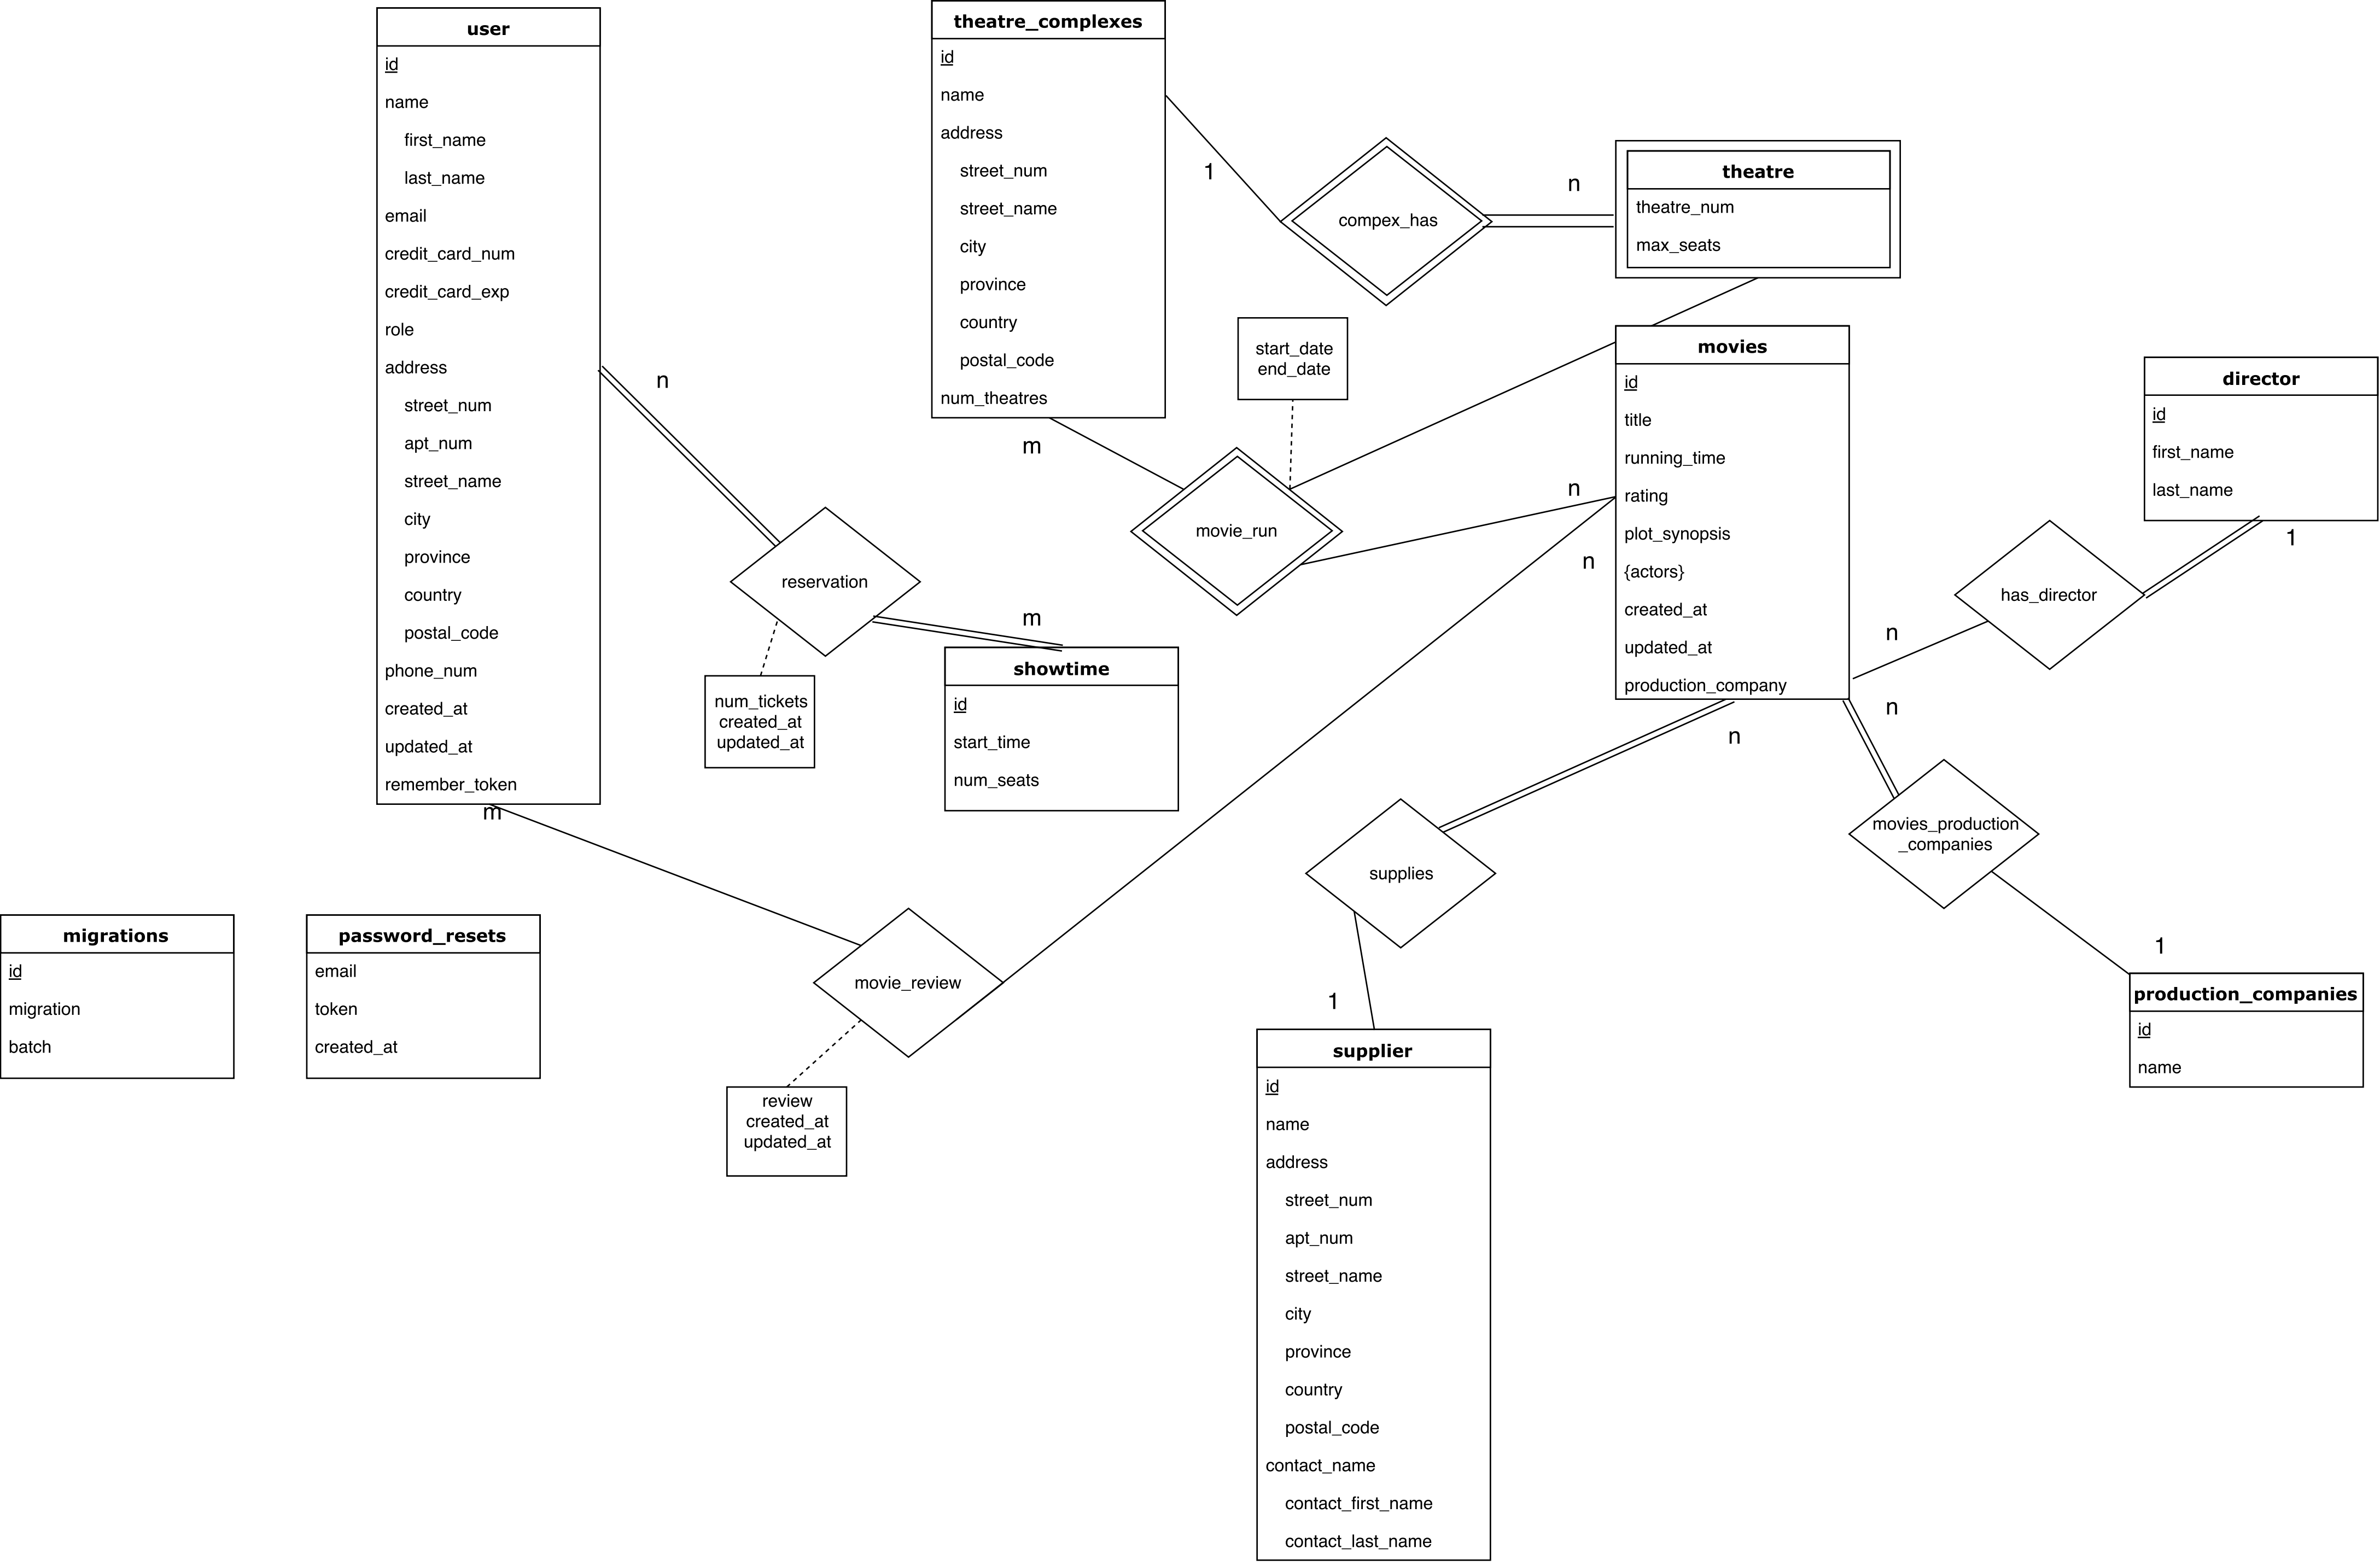 user
id
name
first_name
last_name
email
credit_card_num
credit_card_exp
role
address
street_num
apt_num
street_name
city
province
country
postal_code
phone_num
created_at
updated_at
remember_token
theatre_complexes
id
name
address
street_num
street_name
city
province
country
postal_code
num_theatres
1
compex_has
n
theatre
theatre_num
max_seats
start_date
end_date
m
movie_run
n
n
movies
id
title
running_time
rating
plot_synopsis
{actors}
created_at
updated_at
production_company
director
id
first_name
last_name
1
has_director
n
n
n
reservation
m
num_tickets
created_at
updated_at
showtime
id
start_time
num_seats
n
movies_production
_companies
1
production_companies
id
name
supplies
1
m
movie_review
review
created_at
updated_at
migrations
id
migration
batch
password_resets
email
token
created_at
supplier
id
name
address
street_num
apt_num
street_name
city
province
country
postal_code
contact_name
contact_first_name
contact_last_name